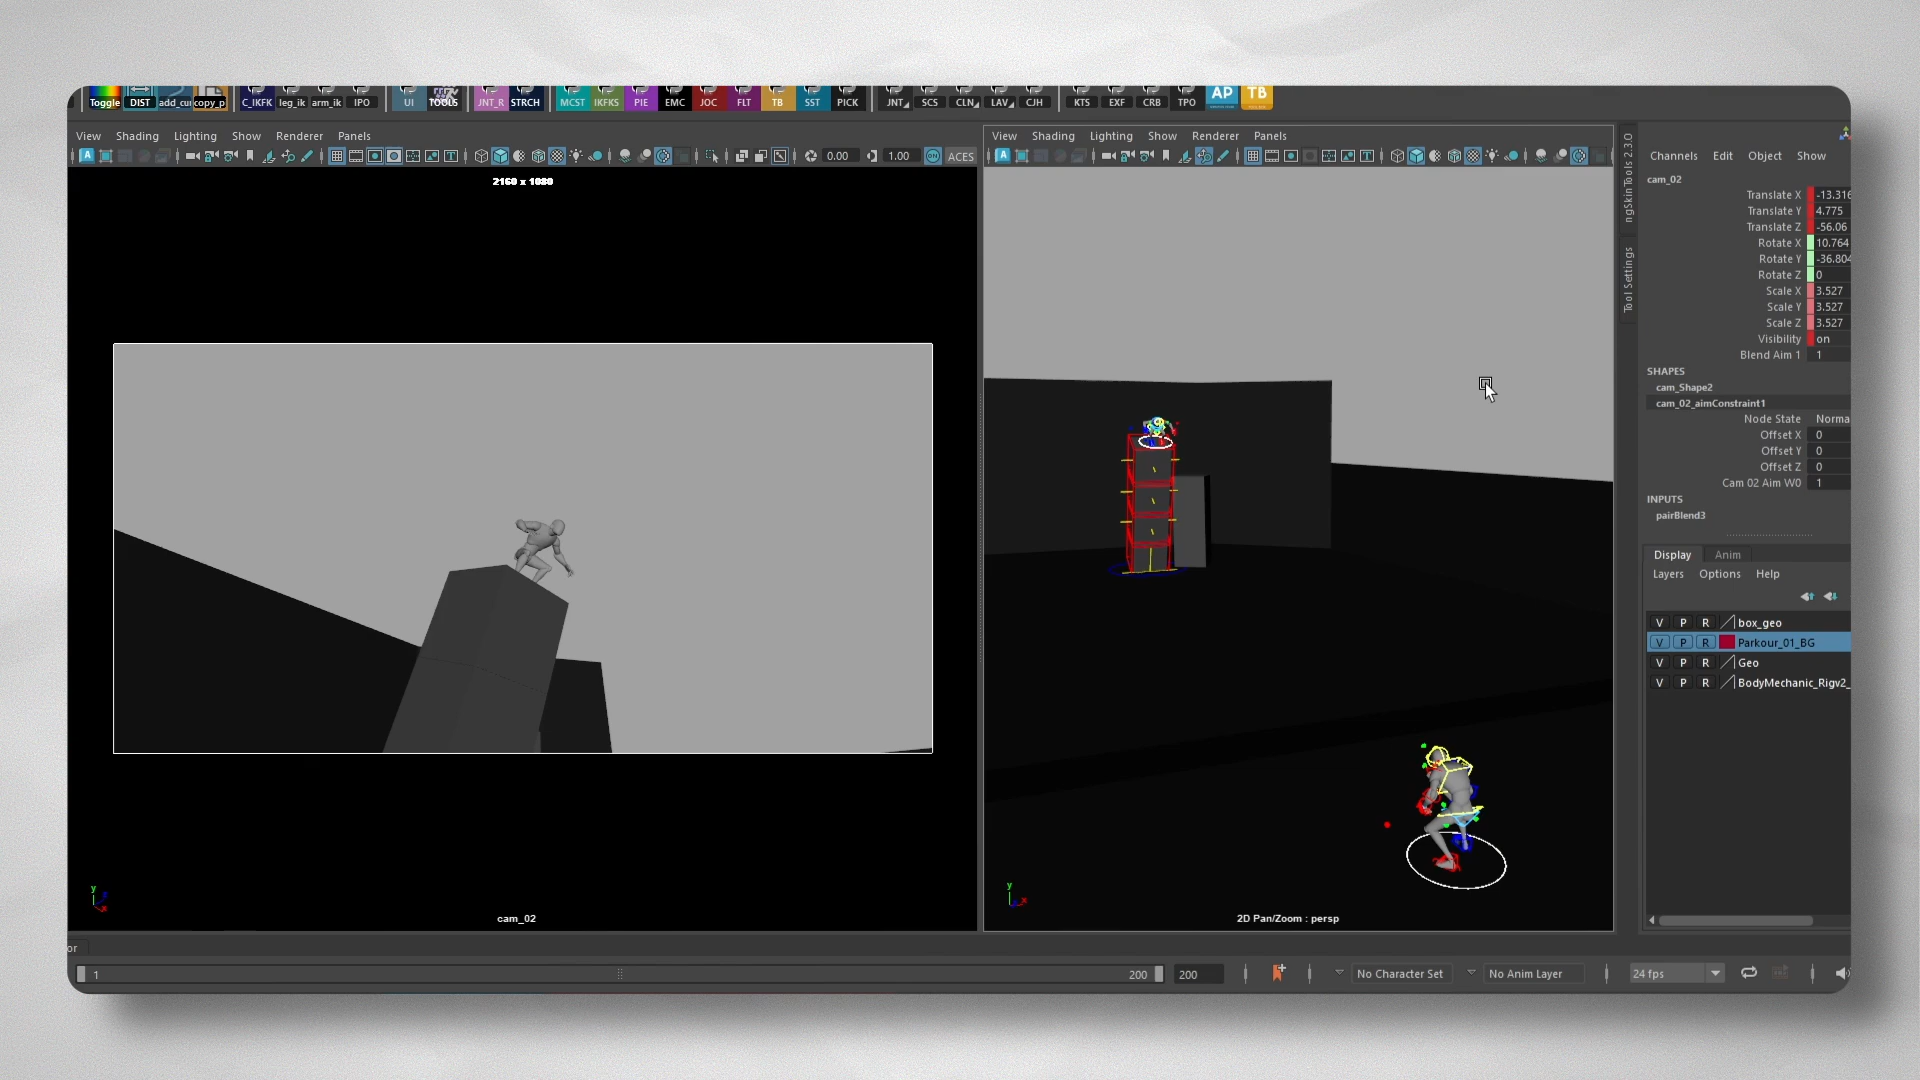 Toggle DIST add_cur copy_p C_IKFK leg_ik arm_ik IPO UI TOOLS JNT_R STRCH MCST IKFKS PIE EMC JOC FLT TB SST PICK JNT SCS CLN LAV CJH KTS EXF CRB TPO AP TB
View Shading Lighting Show Renderer Panels
0.00 1.00 ACES
2160 x 1080
y
cam_02
View Shading Lighting Show Renderer Panels
y
2D Pan/Zoom : persp
ngSkinTools 2.3.0
Tool Settings
Channels Edit Object Show
cam_02
Translate X -13.316
Translate Y 4.775
Translate Z -56.06
Rotate X 10.764
Rotate Y -36.804
Rotate Z 0
Scale X 3.527
Scale Y 3.527
Scale Z 3.527
Visibility on
Blend Aim 1 1
SHAPES
cam_Shape2
cam_02_aimConstraint1
Node State Norma
Offset X 0
Offset Y 0
Offset Z 0
Cam 02 Aim W0 1
INPUTS
pairBlend3
Display Anim
Layers Options Help
V P R box_geo
V P R Parkour_01_BG
V P R Geo
V P R BodyMechanic_Rigv2_
or
1 200 200 No Character Set No Anim Layer 24 fps